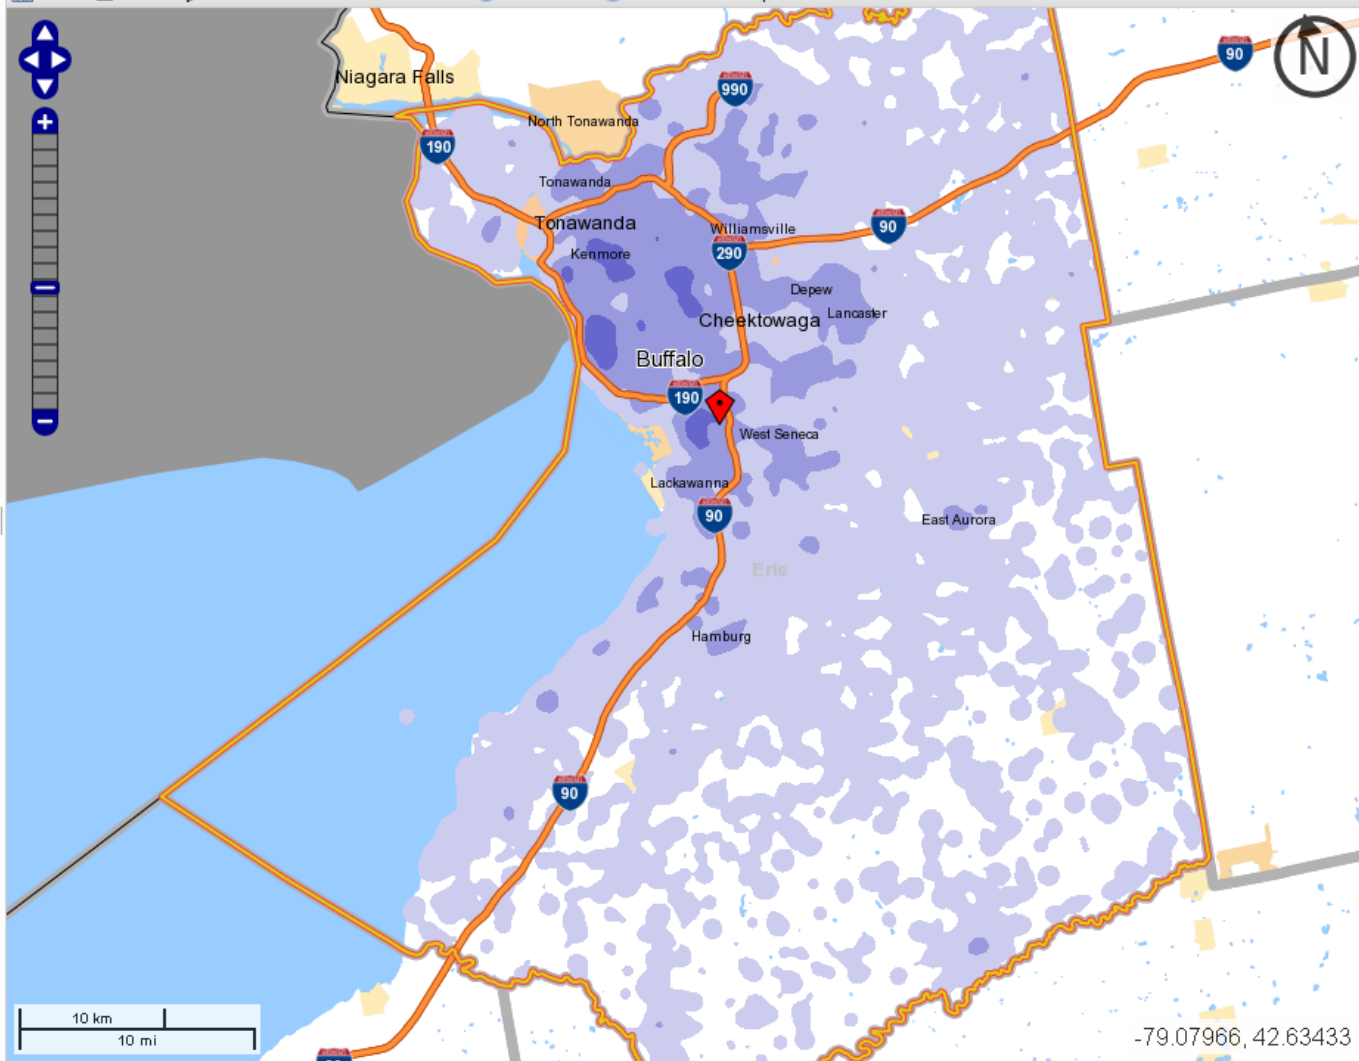 N
90
Niagara Falls
990
North Tonawanda
190
Tonawanda
Tonawanda
Williamsville
90
Kenmore
290
Depew
Lancaster
Cheektowaga
Buffalo
190
West Seneca
Lackawanna
90
East Aurora
Erie
Hamburg
90
10 km
10 mi
-79.07966, 42.63433